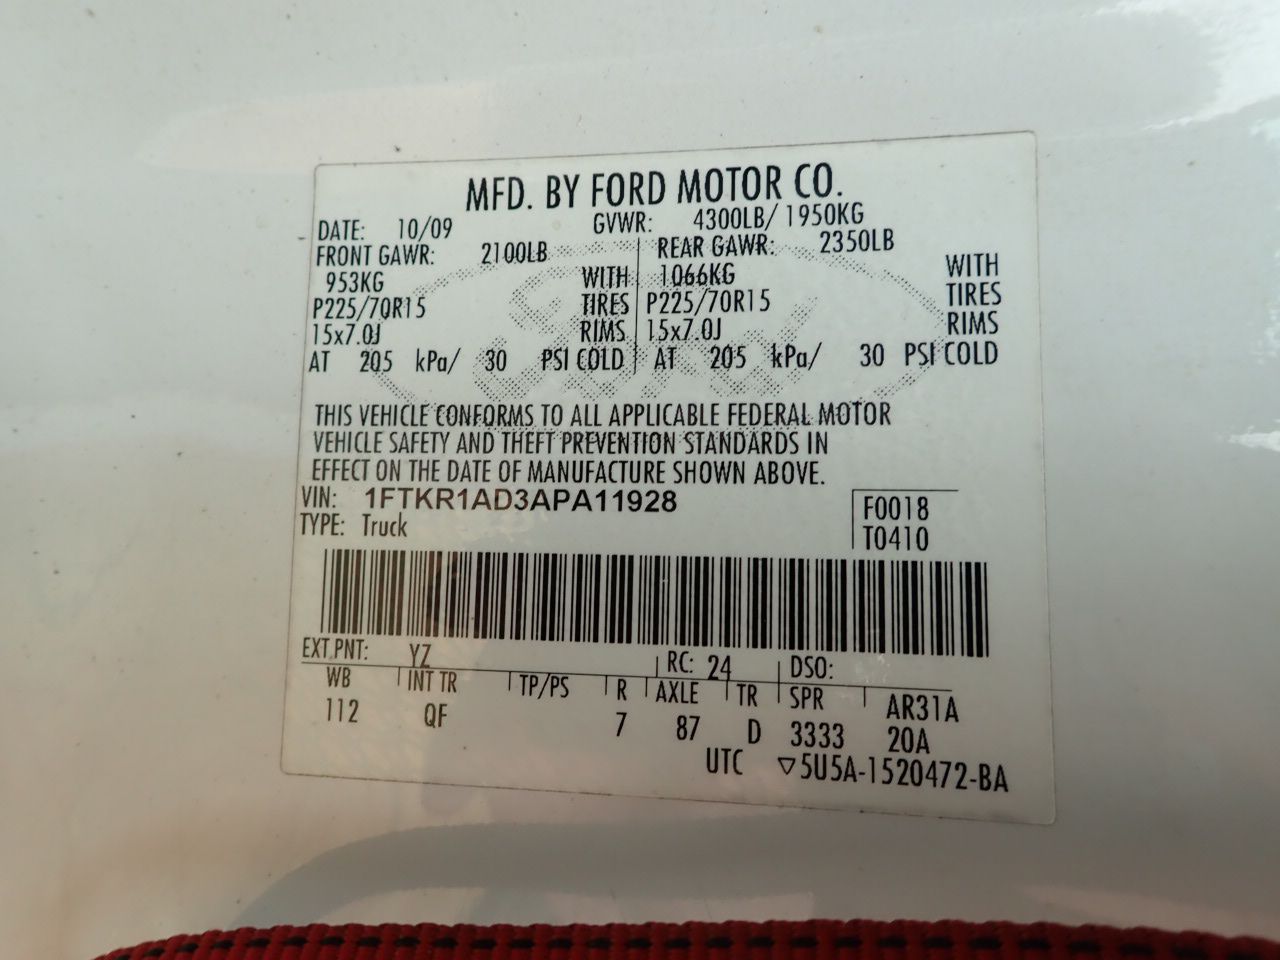 MFD. BY FORD MOTOR CO.
DATE: 10/09 GVWR: 4300LB/ 1950KG
FRONT GAWR: 2100LB REAR GAWR: 2350LB
953KG WITH 1066KG WITH
P225/70R15 TIRES P225/70R15 TIRES
15x7.0J RIMS 15x7.0J RIMS
AT 205 kPa/ 30 PSI COLD AT 205 kPa/ 30 PSI COLD
THIS VEHICLE CONFORMS TO ALL APPLICABLE FEDERAL MOTOR
VEHICLE SAFETY AND THEFT PREVENTION STANDARDS IN
EFFECT ON THE DATE OF MANUFACTURE SHOWN ABOVE.
VIN: 1FTKR1AD3APA11928 F0018
TYPE: Truck T0410
EXT.PNT: YZ RC: 24 DSO:
WB INT TR TP/PS R AXLE TR SPR AR31A
112 QF 7 87 D 3333 20A
UTC ▽5U5A-1520472-BA